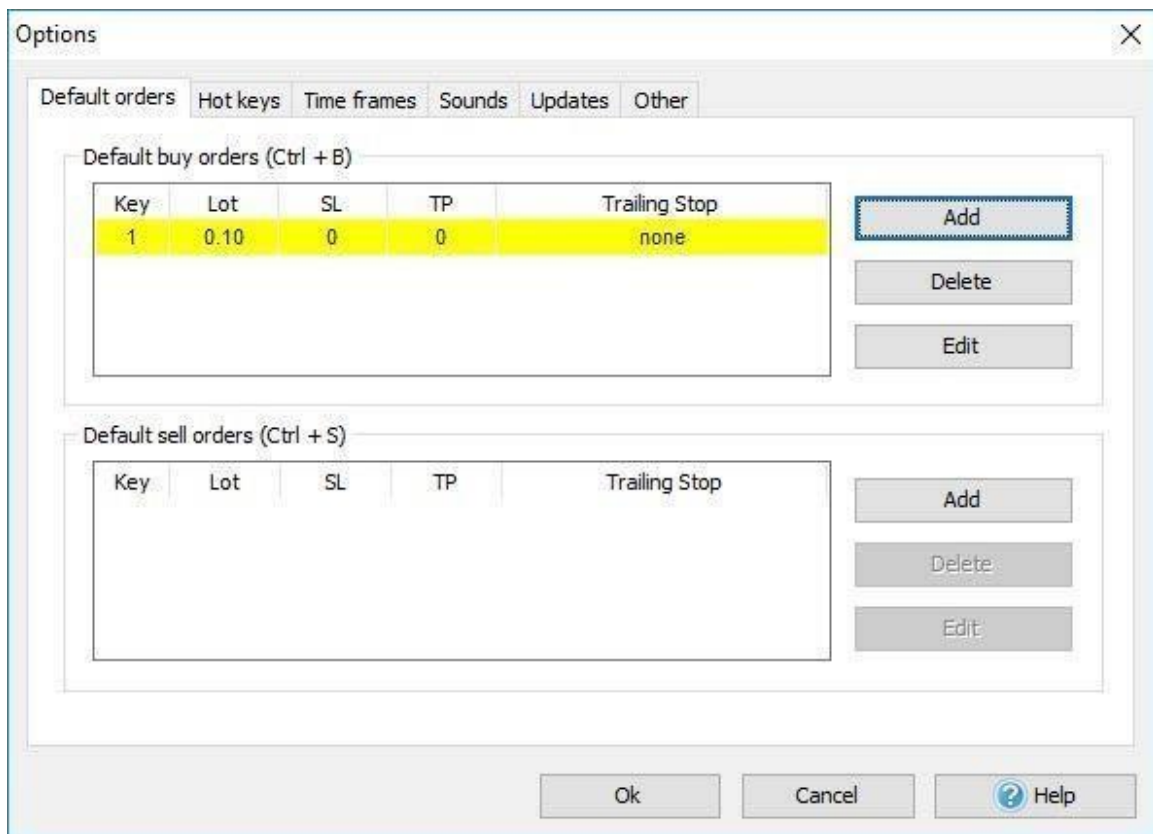 Options
Default orders Hot keys Time frames Sounds Updates Other
Default buy orders (Ctrl + B)
Key Lot SL TP Trailing Stop
1 0.10 0 0 none
Add
Delete
Edit
Default sell orders (Ctrl + S)
Key Lot SL TP Trailing Stop
Add
Delete
Edit
Ok Cancel ? Help